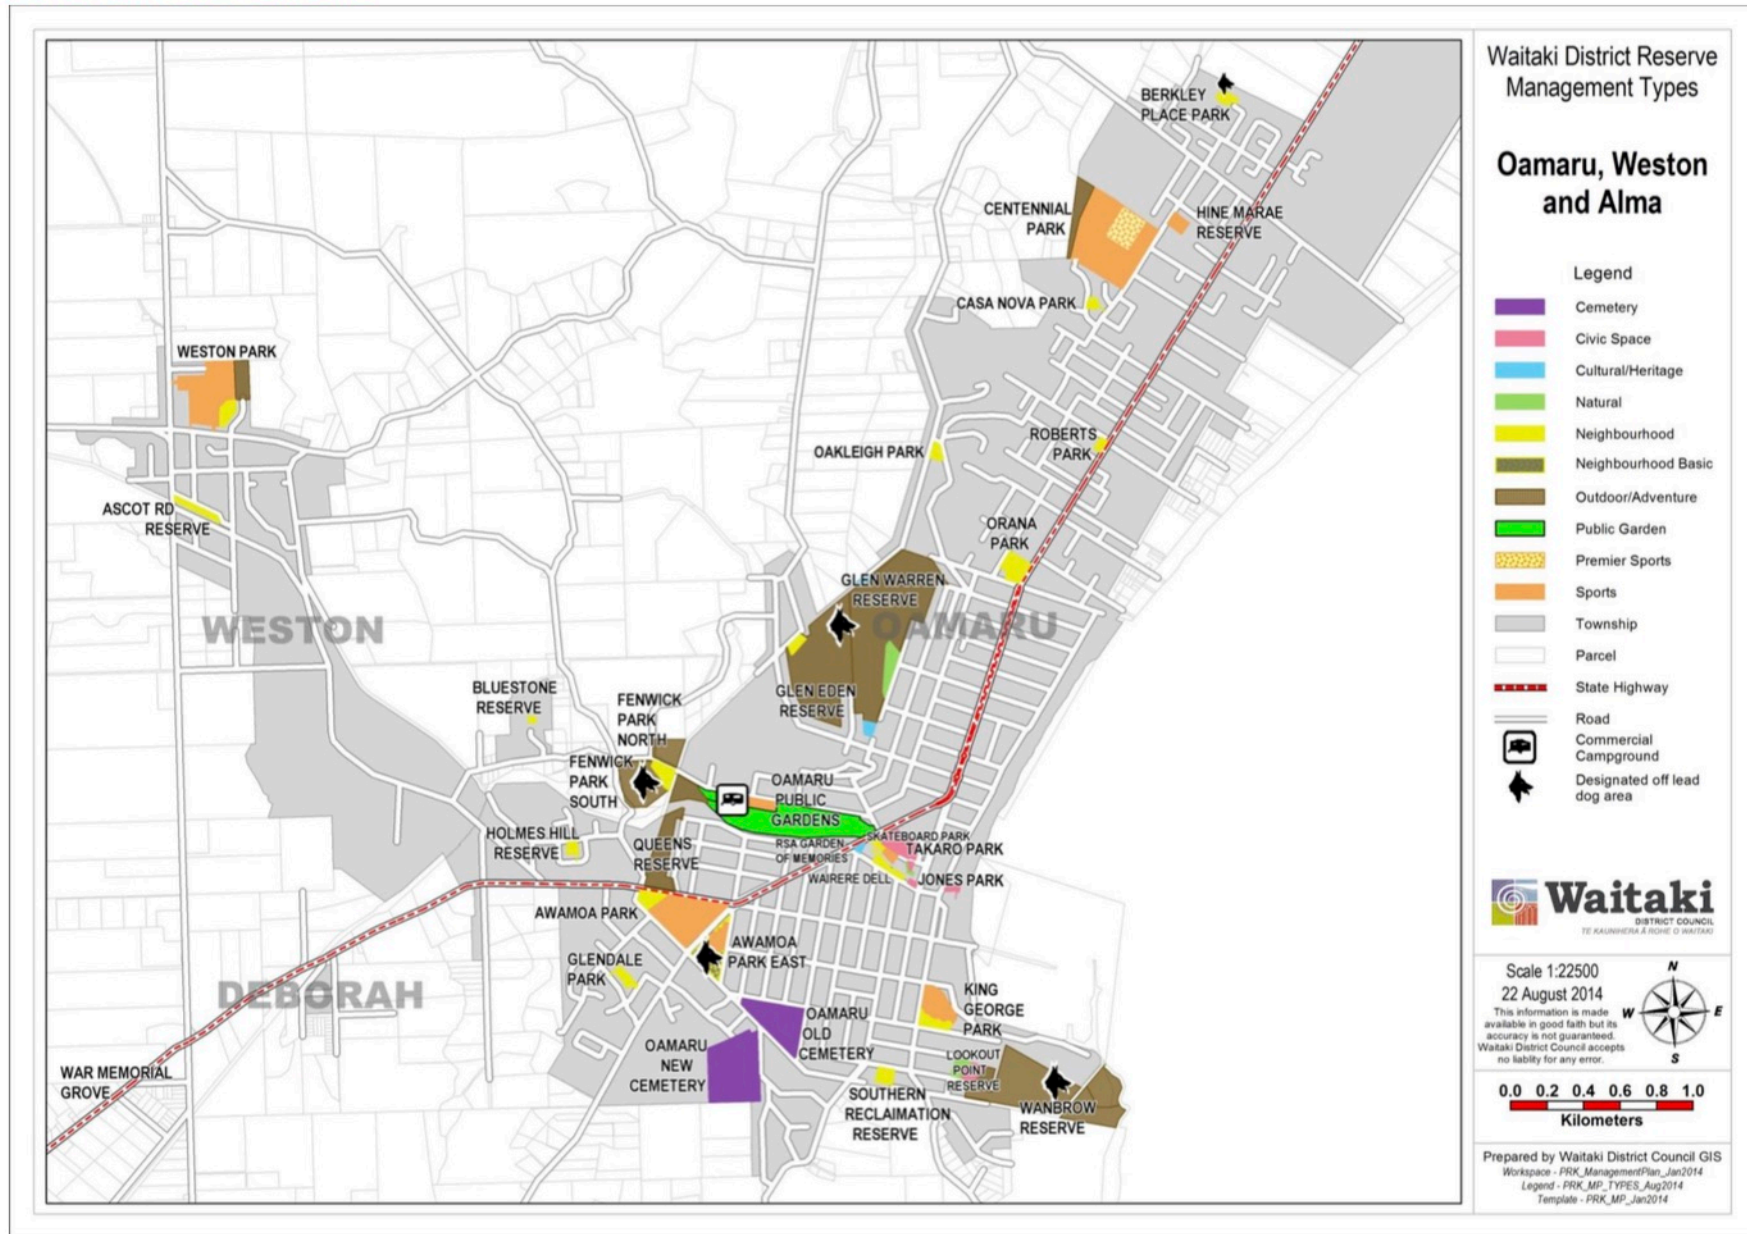 BERKLEY
PLACE PARK
CENTENNIAL
PARK
HINE MARAE
RESERVE
CASA NOVA PARK
WESTON PARK
ROBERTS
PARK
OAKLEIGH PARK
ASCOT RD
RESERVE
ORANA
PARK
GLEN WARREN
RESERVE
WESTON
OAMARU
GLEN EDEN
RESERVE
BLUESTONE
RESERVE
FENWICK
PARK
NORTH
FENWICK
PARK
SOUTH
OAMARU
PUBLIC
GARDENS
HOLMES HILL
RESERVE
QUEENS
RESERVE
SKATEBOARD PARK
RSA GARDEN
OF MEMORIES
TAKARO PARK
WAIRERE DELL
JONES PARK
AWAMOA PARK
AWAMOA
PARK EAST
GLENDALE
PARK
DEBORAH
KING
GEORGE
PARK
OAMARU
OLD
CEMETERY
OAMARU
NEW
CEMETERY
LOOKOUT
POINT
RESERVE
WAR MEMORIAL
GROVE
SOUTHERN
RECLAIMATION
RESERVE
WANBROW
RESERVE
Waitaki District Reserve
Management Types
Oamaru, Weston
and Alma
Legend
Cemetery
Civic Space
Cultural/Heritage
Natural
Neighbourhood
Neighbourhood Basic
Outdoor/Adventure
Public Garden
Premier Sports
Sports
Township
Parcel
State Highway
Road
Commercial
Campground
Designated off lead
dog area
Waitaki
DISTRICT COUNCIL
TE KAUNIHERA Ā ROHE O WAITAKI
Scale 1:22500
22 August 2014
This information is made
available in good faith but its
accuracy is not guaranteed.
Waitaki District Council accepts
no liablity for any error.
N
W E
S
0.0 0.2 0.4 0.6 0.8 1.0
Kilometers
Prepared by Waitaki District Council GIS
Workspace - PRK_ManagementPlan_Jan2014
Legend - PRK_MP_TYPES_Aug2014
Template - PRK_MP_Jan2014